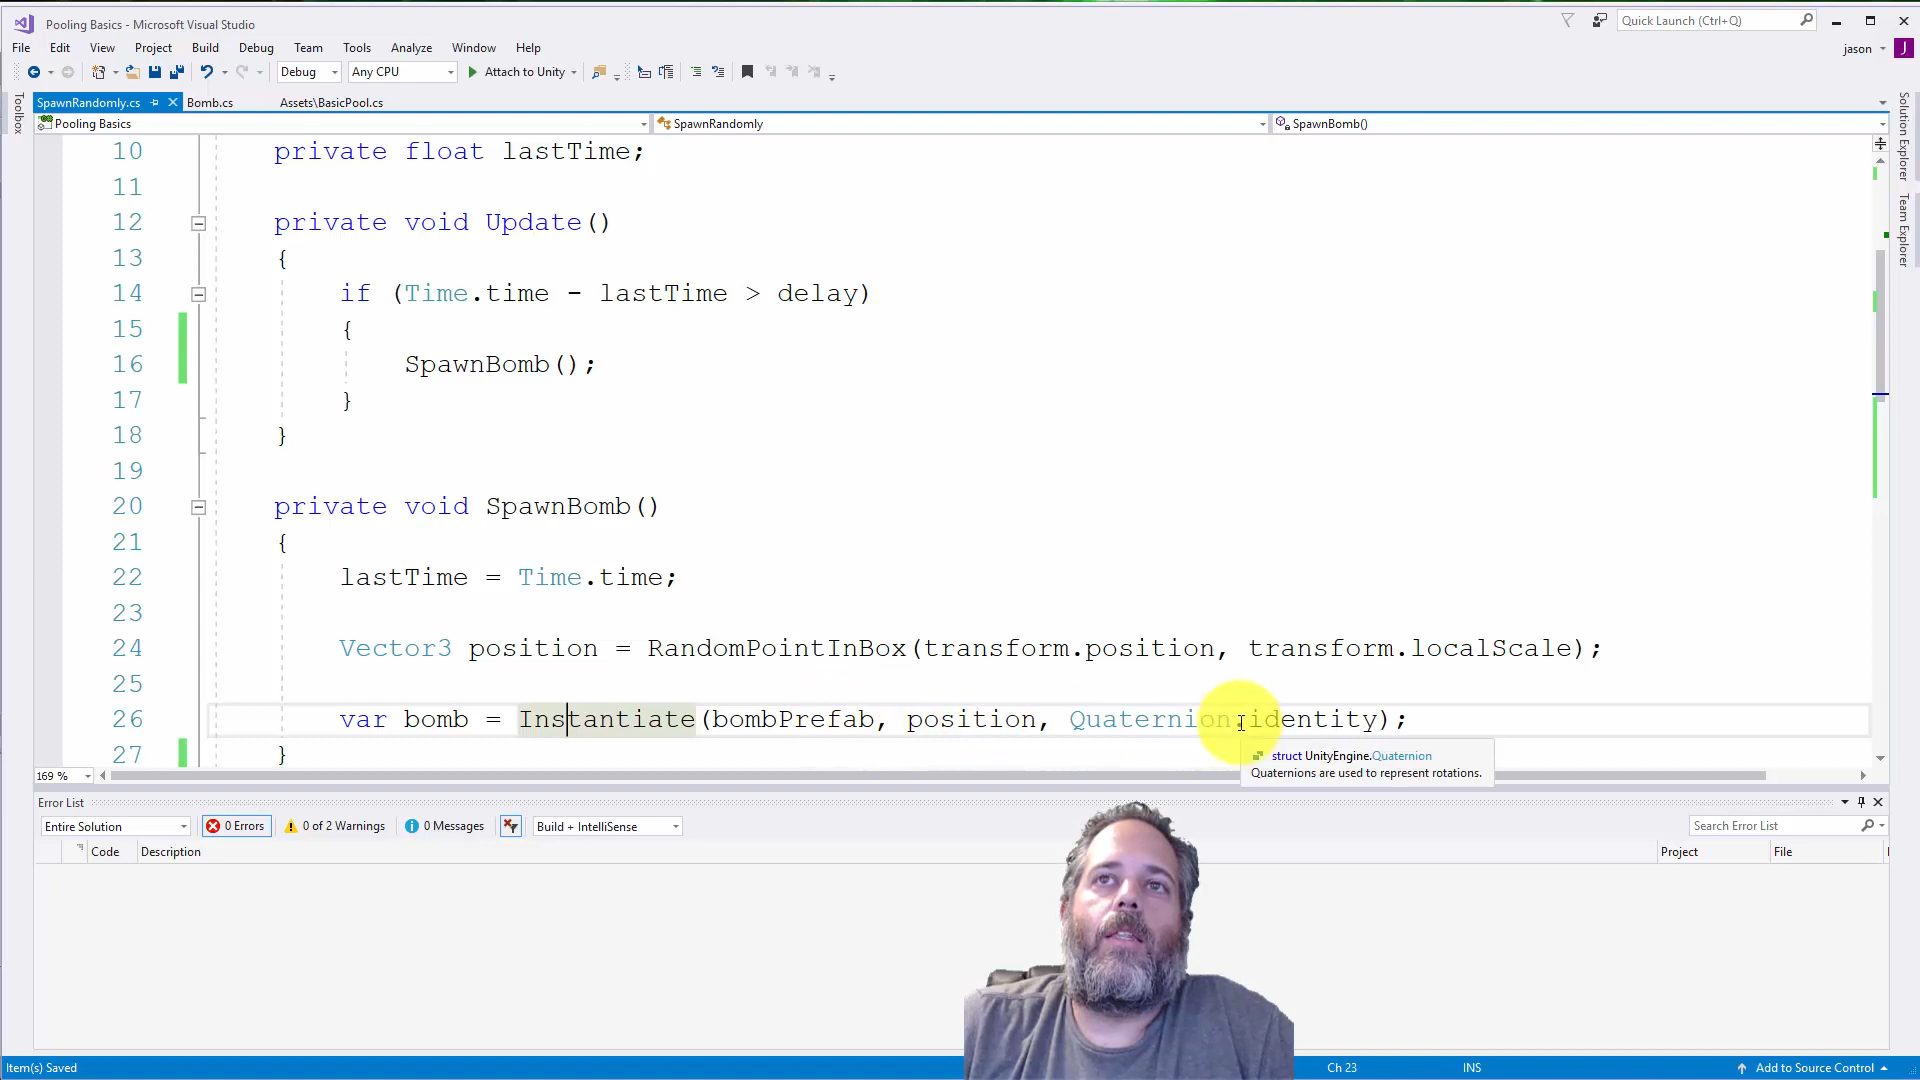 Pooling Basics - Microsoft Visual Studio
Quick Launch (Ctrl+Q)
File Edit View Project Build Debug Team Tools Analyze Window Help
jason J
Debug Any CPU Attach to Unity
SpawnRandomly.cs Bomb.cs Assets\BasicPool.cs
Pooling Basics SpawnRandomly SpawnBomb()
Toolbox
Solution Explorer
Team Explorer
10 private float lastTime;
11
12 private void Update()
13 {
14 if (Time.time - lastTime > delay)
15 {
16 SpawnBomb();
17 }
18 }
19
20 private void SpawnBomb()
21 {
22 lastTime = Time.time;
23
24 Vector3 position = RandomPointInBox(transform.position, transform.localScale);
25
26 var bomb = Instantiate(bombPrefab, position, Quaternion.identity);
27 }
struct UnityEngine.Quaternion
Quaternions are used to represent rotations.
169 %
Error List
Entire Solution 0 Errors 0 of 2 Warnings 0 Messages Build + IntelliSense Search Error List
Code Description Project File
Item(s) Saved Ch 23 INS Add to Source Control